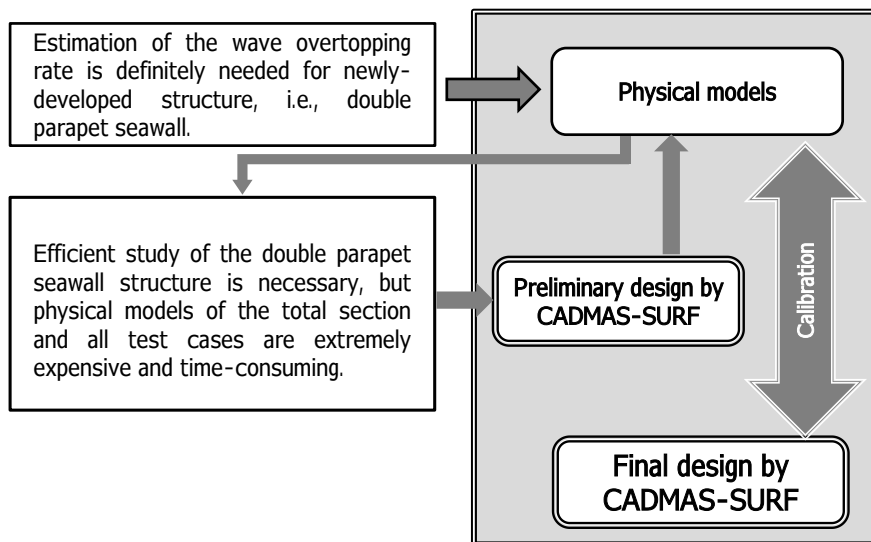 Estimation of the wave overtopping
rate is definitely needed for newly-
developed structure, i.e., double
parapet seawall.
Physical models
Efficient study of the double parapet
seawall structure is necessary, but
physical models of the total section
and all test cases are extremely
expensive and time-consuming.
Preliminary design by
CADMAS-SURF
Calibration
Final design by
CADMAS-SURF